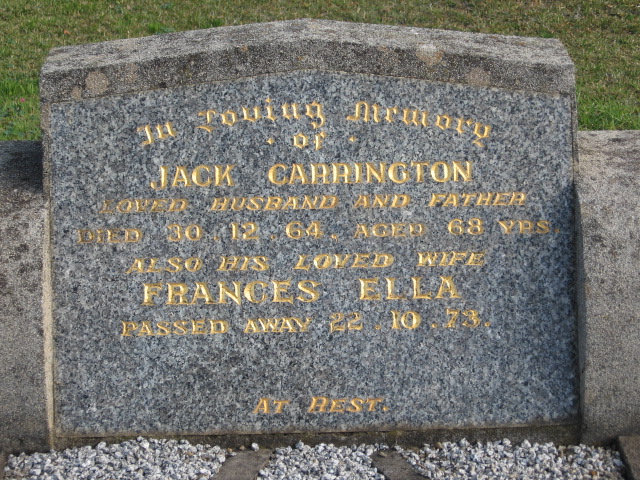 In Loving Memory
· of ·
JACK CARRINGTON
LOVED HUSBAND AND FATHER
DIED 30.12.64. AGED 68 YRS.
ALSO HIS LOVED WIFE
FRANCES ELLA
PASSED AWAY 22.10.73.
AT REST.